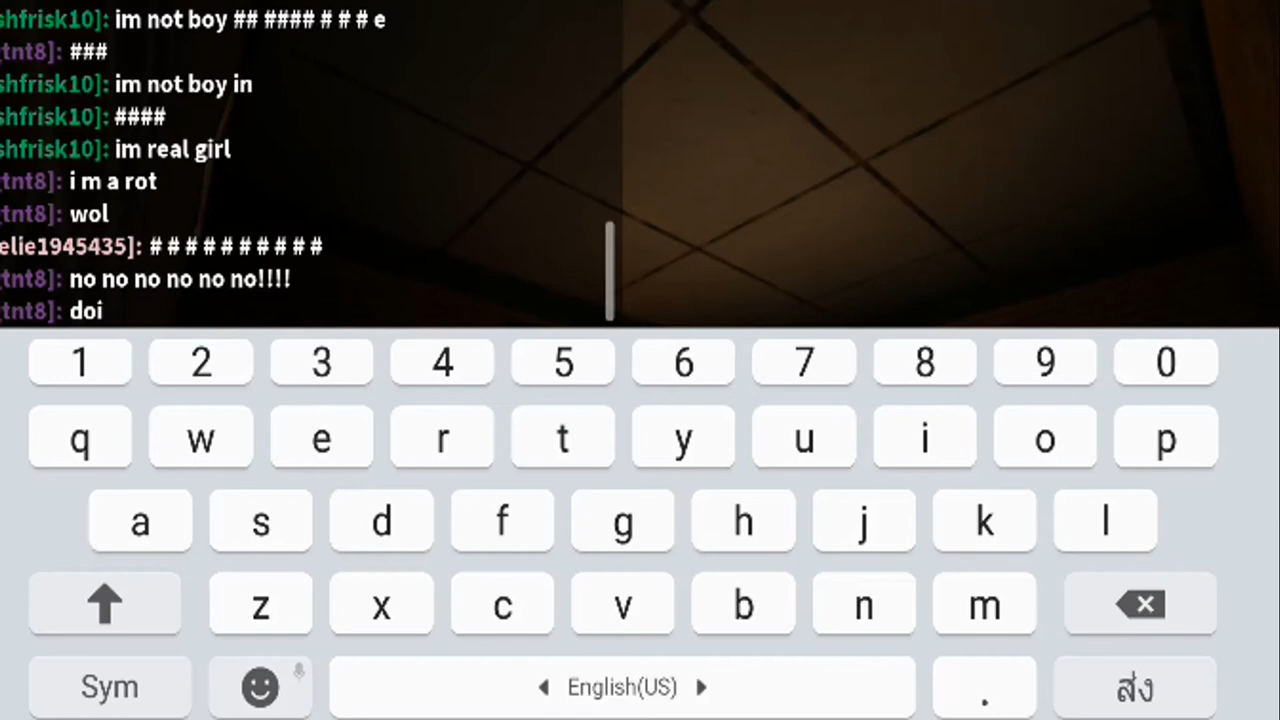 shfrisk10]: im not boy ## #### # # # e
tnt8]: ###
shfrisk10]: im not boy in
shfrisk10]: ####
shfrisk10]: im real girl
tnt8]: i m a rot
tnt8]: wol
elie1945435]: # # # # # # # # # #
tnt8]: no no no no no no!!!!
tnt8]: doi
1 2 3 4 5 6 7 8 9 0
q w e r t y u i o p
a s d f g h j k l
z x c v b n m
Sym English(US) . ส่ง